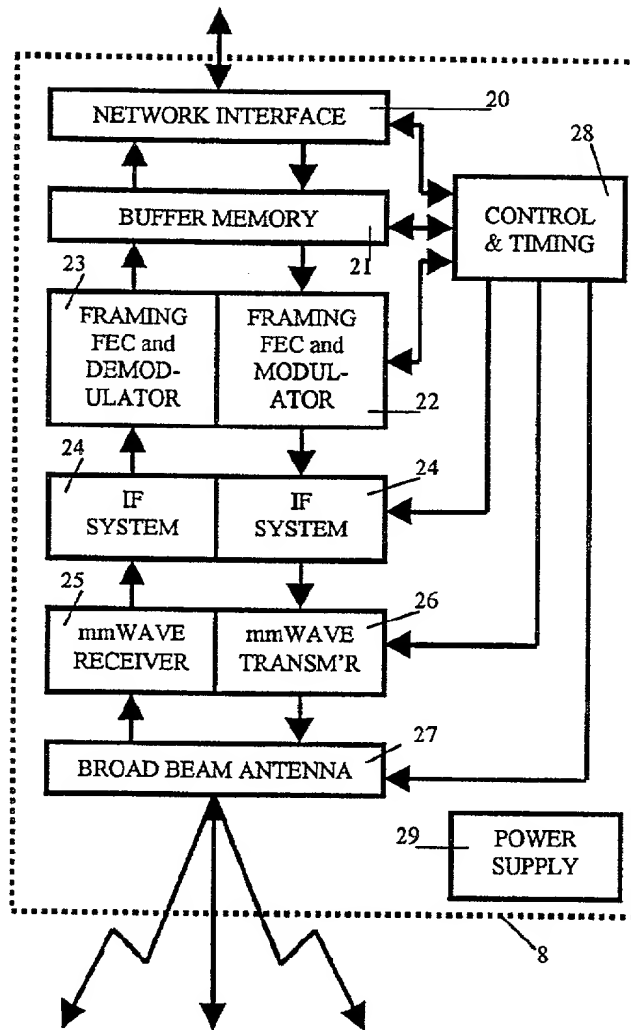 NETWORK INTERFACE
20
28
BUFFER MEMORY
21
CONTROL
& TIMING
23
FRAMING
FEC and
DEMOD-
ULATOR
FRAMING
FEC and
MODUL-
ATOR
22
24
IF
SYSTEM
24
IF
SYSTEM
25
mmWAVE
RECEIVER
26
mmWAVE
TRANSM'R
27
BROAD BEAM ANTENNA
29
POWER
SUPPLY
8